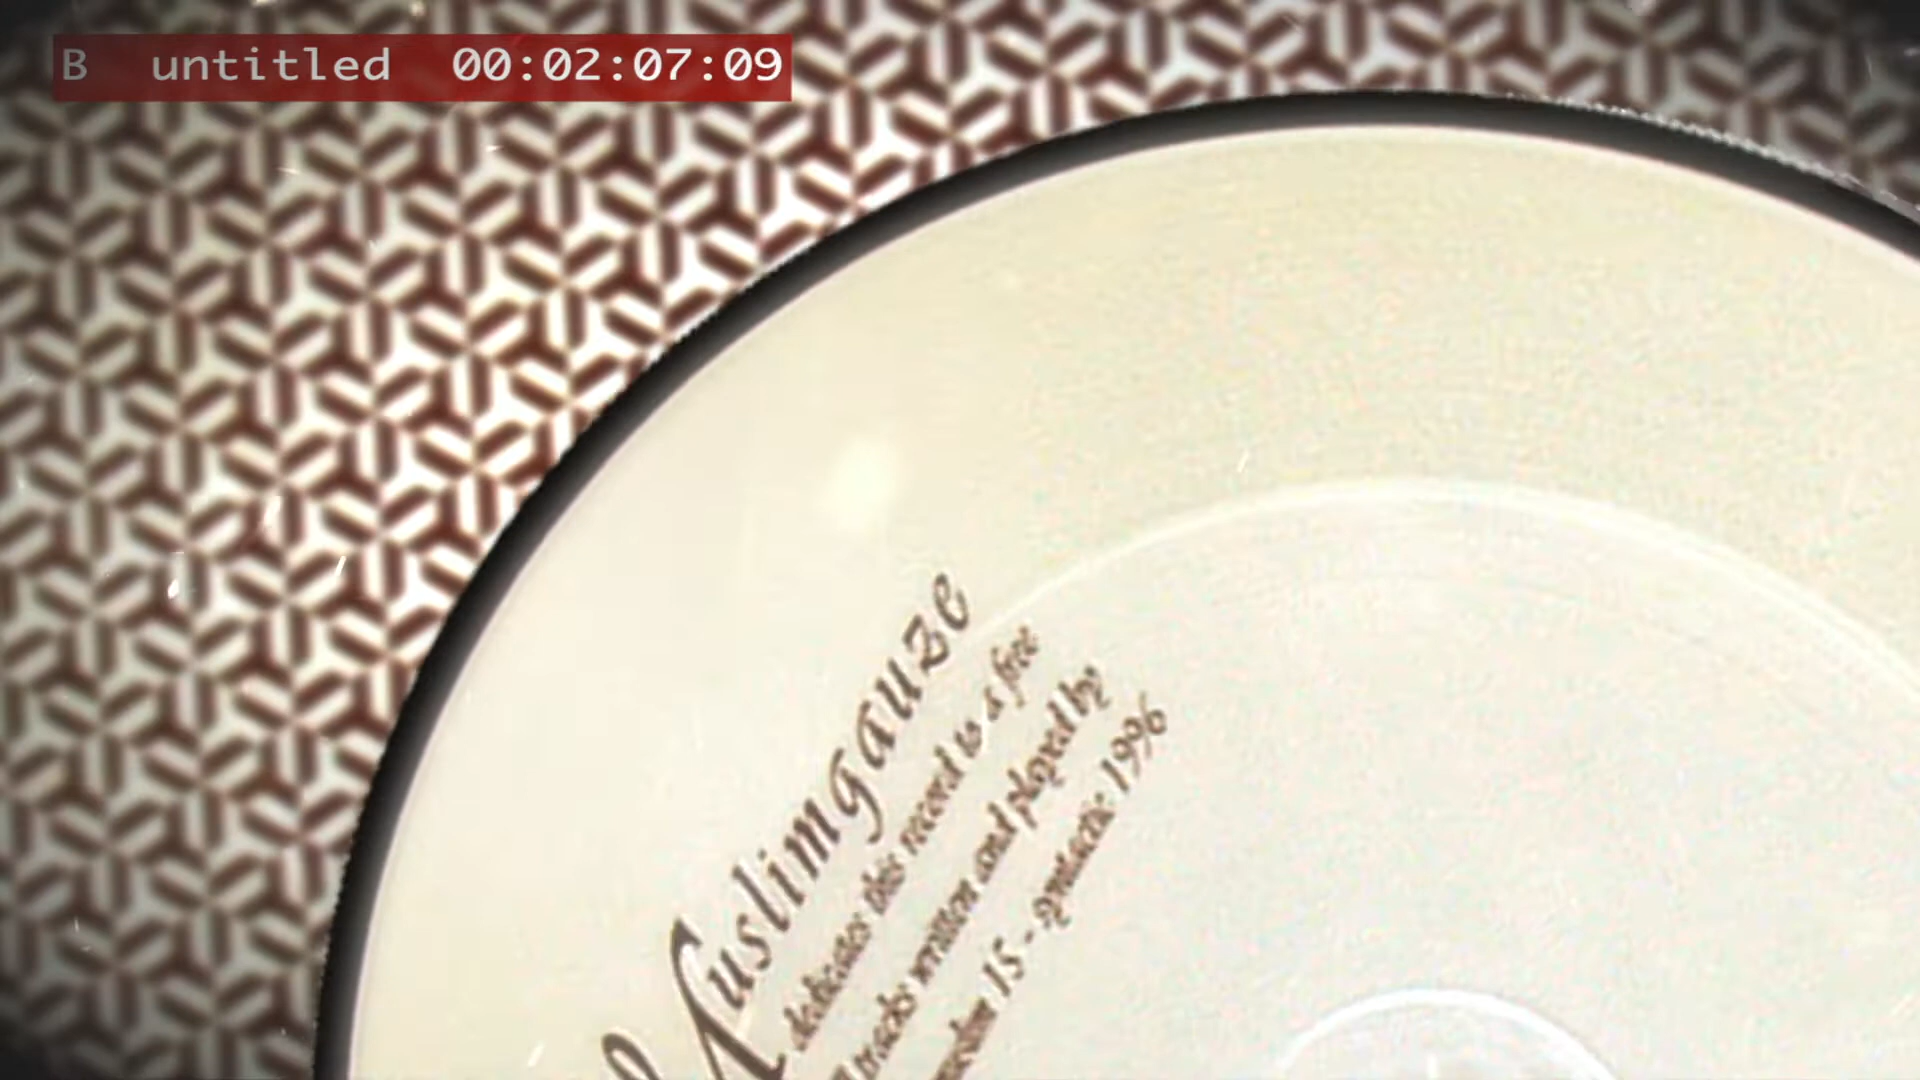 B untitled 00:02:07:09
Muslimgauze
dedicates this record to a free
tracks written and played by
15 - 1996